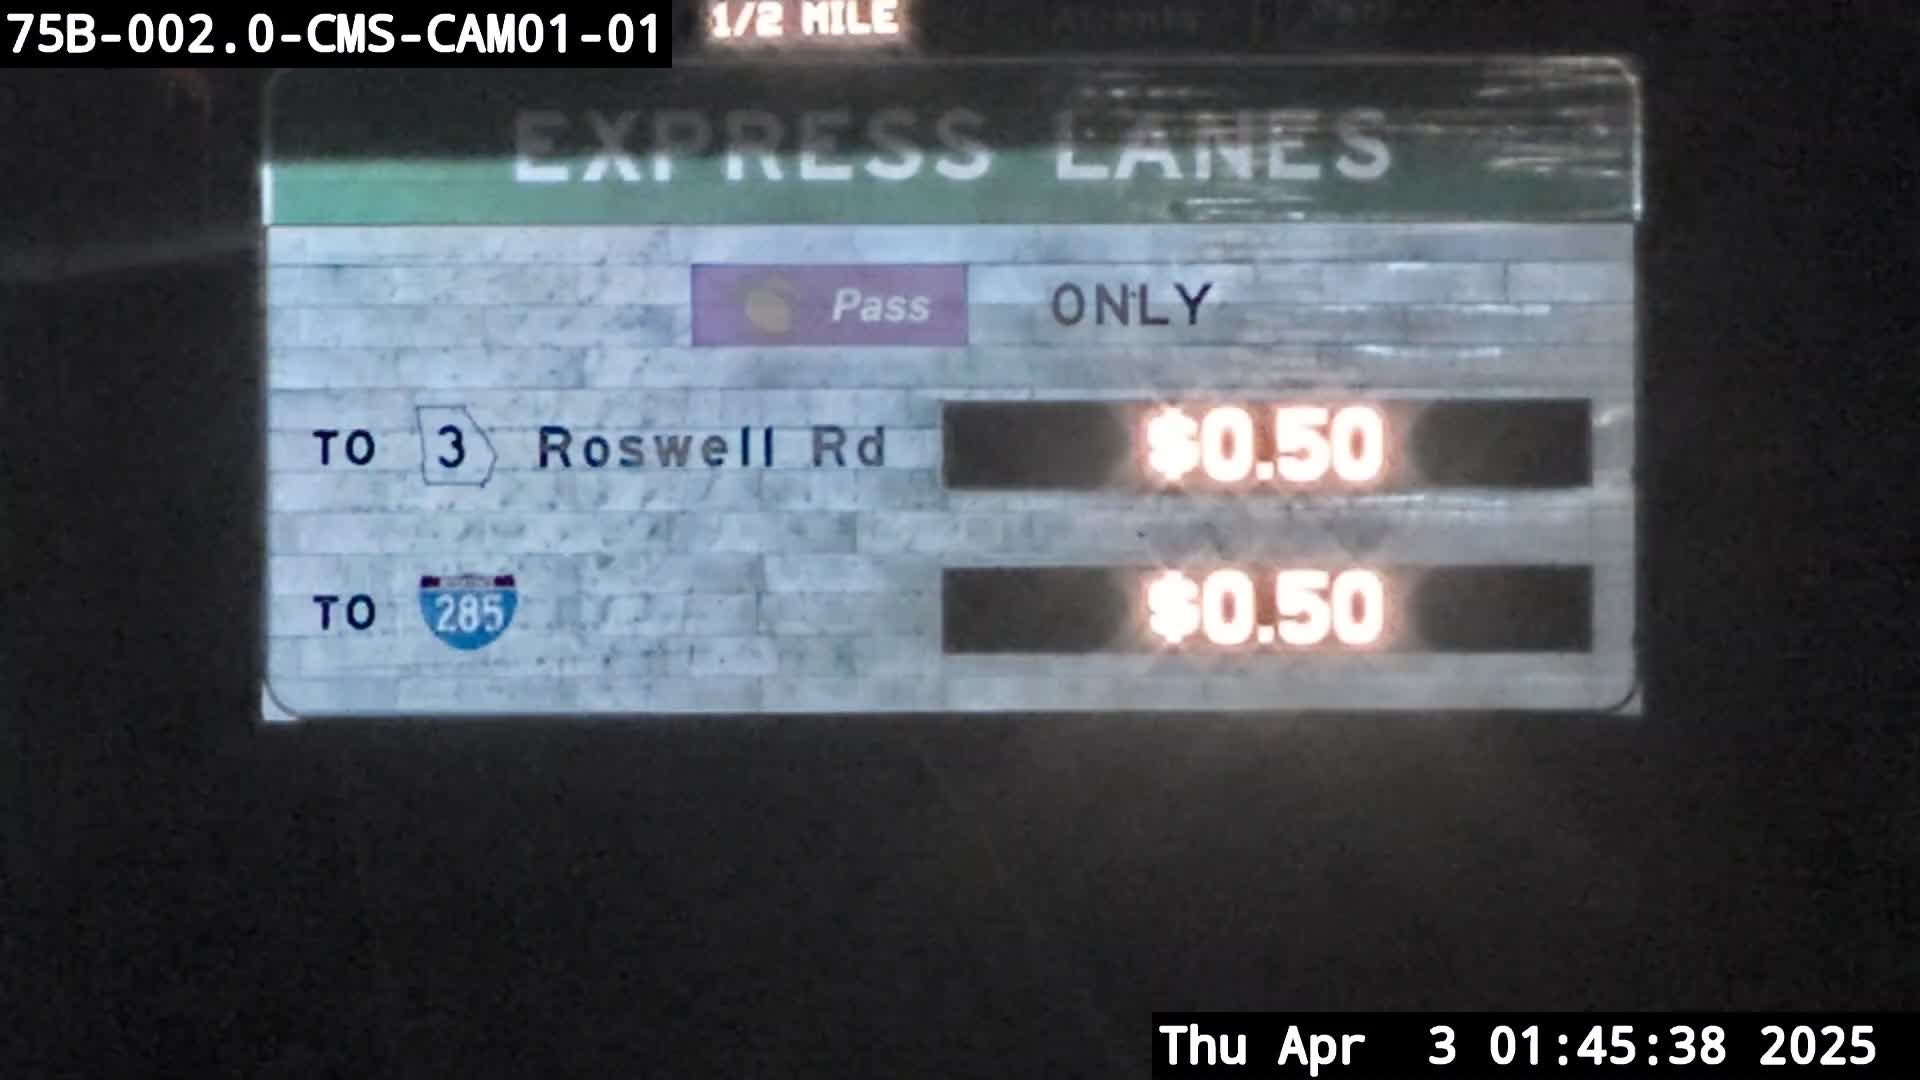 75B-002.0-CMS-CAM01-01
1/2 MILE
EXPRESS LANES
Pass ONLY
TO 3 Roswell Rd $0.50
TO 285 $0.50
Thu Apr 3 01:45:38 2025